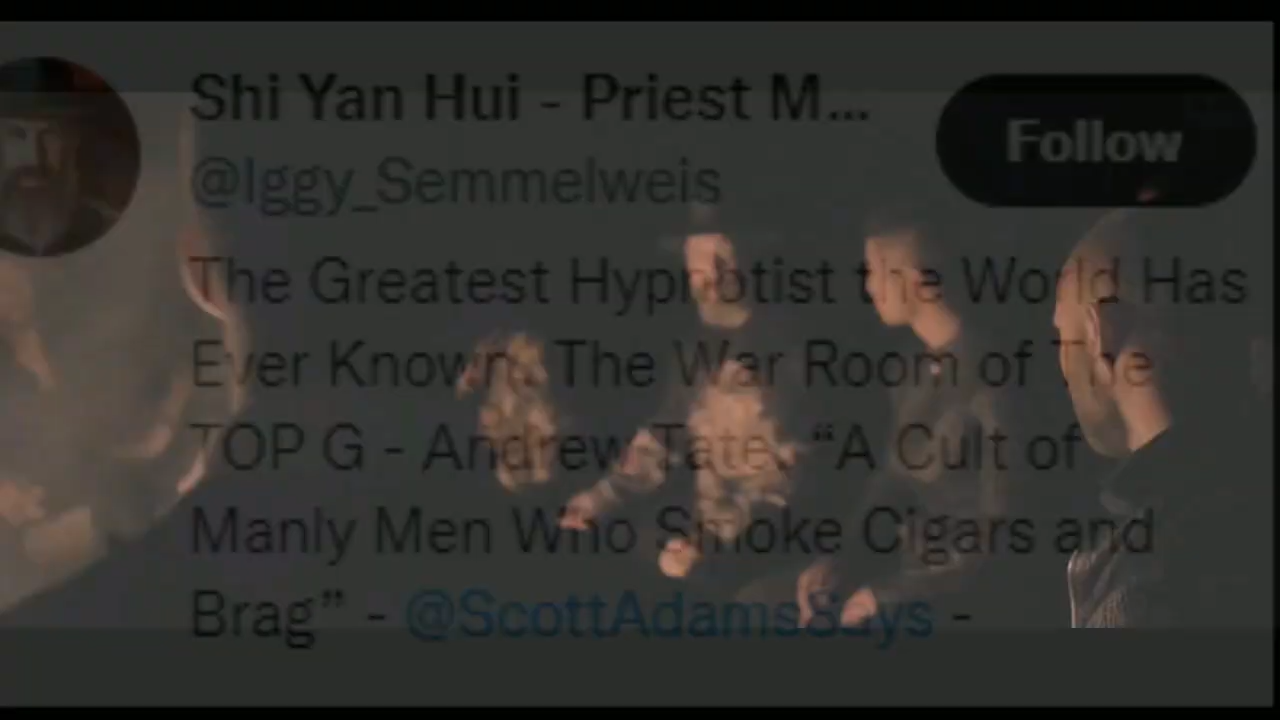 Shi Yan Hui - Priest M...
Follow
@Iggy_Semmelweis
The Greatest Hypnotist the World Has
Ever Known. The War Room of The
TOP G - Andrew Tate. “A Cult of
Manly Men Who Smoke Cigars and
Brag” - @ScottAdamsSays -